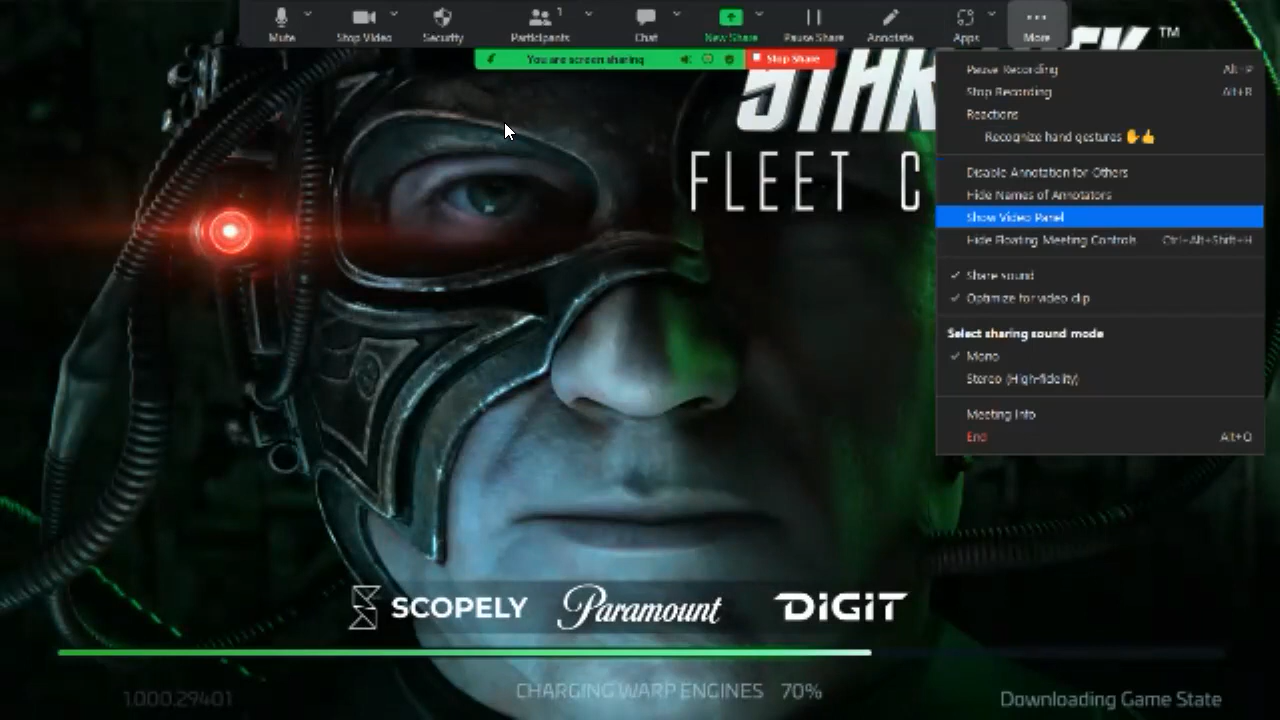 Mute
Stop Video
Security
Participants
1
Chat
New Share
Pause Share
Annotate
Apps
More
You are screen sharing
Stop Share
STAR
™
FLEET C
Pause Recording Alt+P
Stop Recording Alt+R
Reactions
Recognize hand gestures ✋👍
Disable Annotation for Others
Hide Names of Annotators
Show Video Panel
Hide Floating Meeting Controls Ctrl+Alt+Shift+H
✓ Share sound
✓ Optimize for video clip
Select sharing sound mode
✓ Mono
Stereo (High-fidelity)
Meeting Info
End Alt+Q
SCOPELY Paramount DiGiT
CHARGING WARP ENGINES 70%
1.000.29401
Downloading Game State